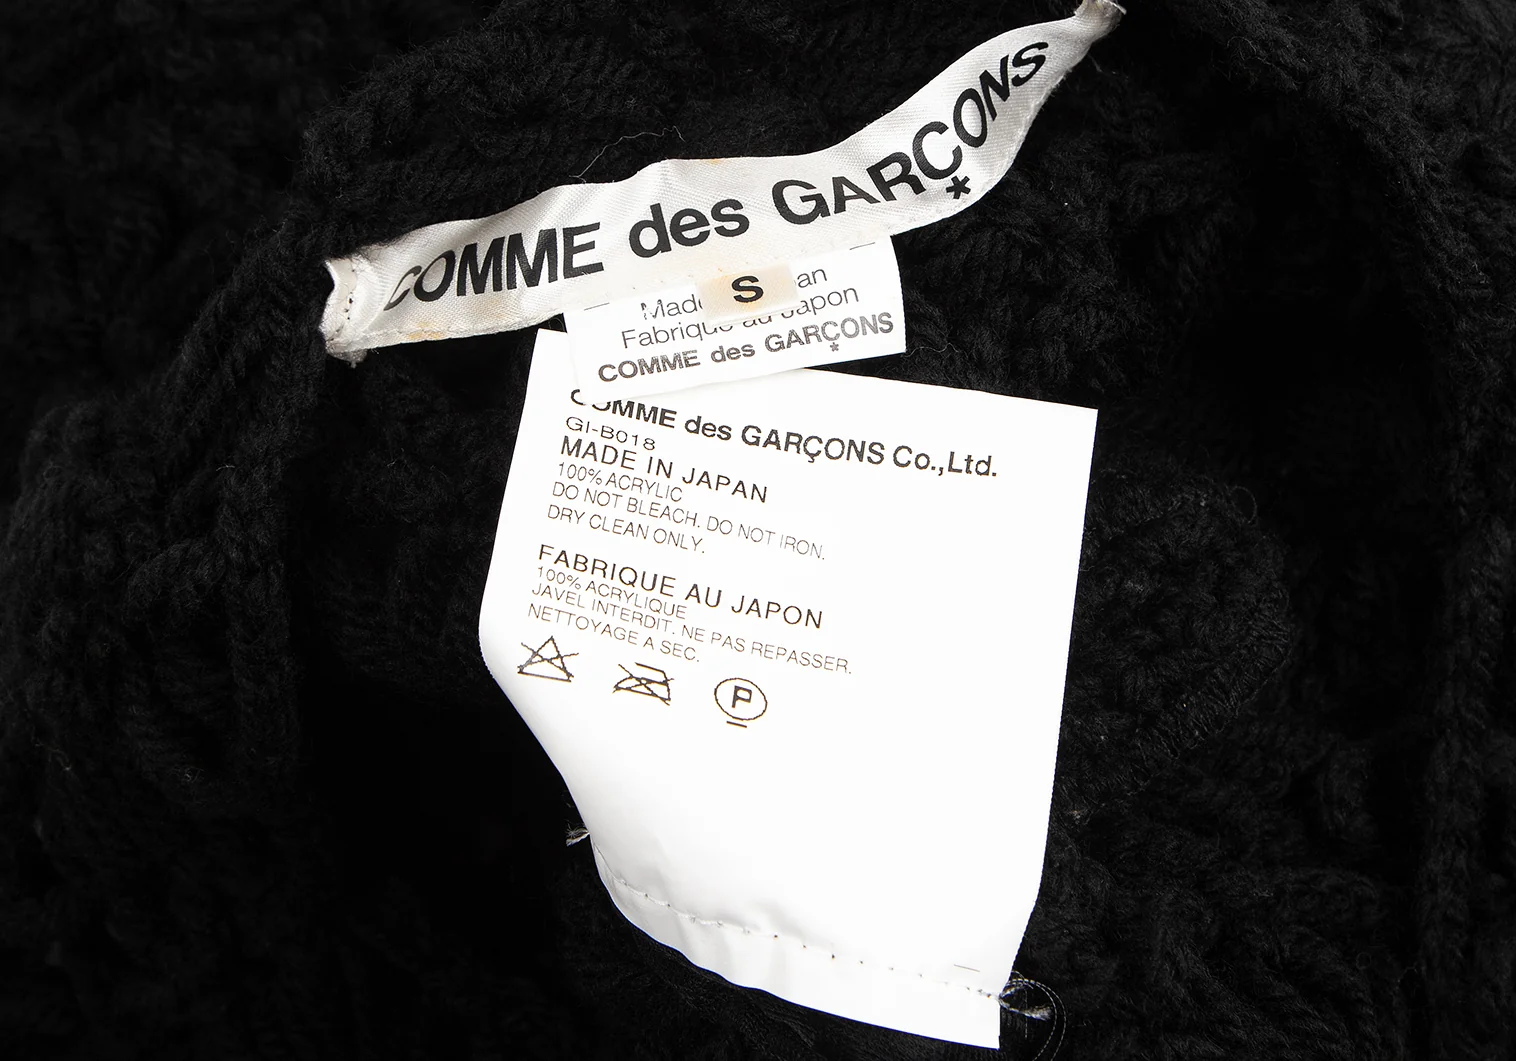 COMME des GARÇONS
S
Made an
Fabriqué au Japon
COMME des GARÇONS
COMME des GARÇONS Co.,Ltd.
GI-B018
MADE IN JAPAN
100% ACRYLIC
DO NOT BLEACH. DO NOT IRON.
DRY CLEAN ONLY.
FABRIQUE AU JAPON
100% ACRYLIQUE
JAVEL INTERDIT. NE PAS REPASSER.
NETTOYAGE A SEC.
P